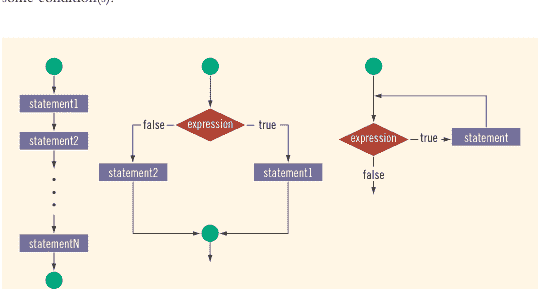 some condition(s).
statement1
statement2
statementN
false
expression
true
statement2
statement1
expression
true
statement
false